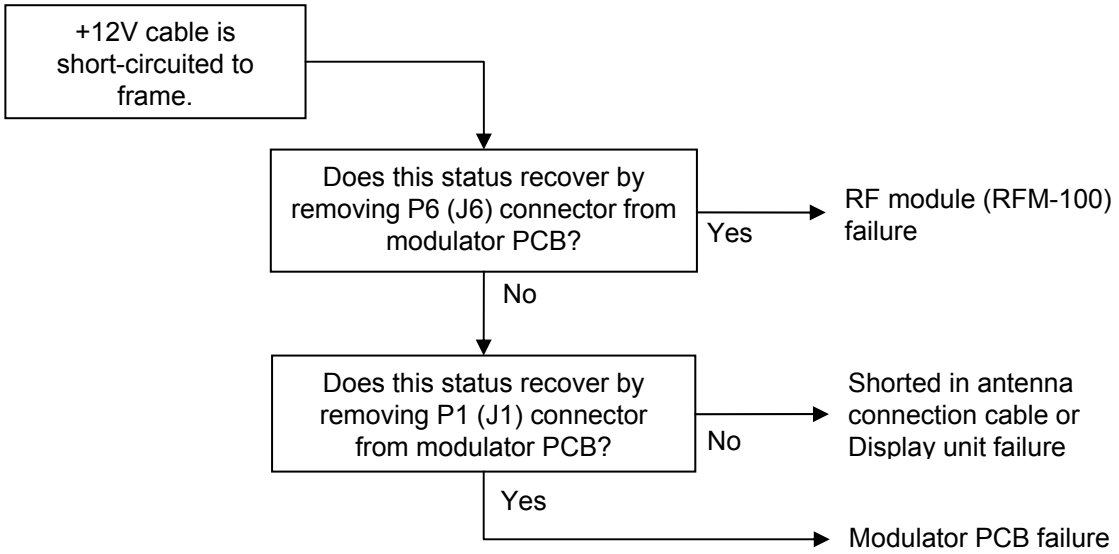 +12V cable is
short-circuited to
frame.
Does this status recover by
removing P6 (J6) connector from
modulator PCB?
Yes
RF module (RFM-100)
failure
No
Does this status recover by
removing P1 (J1) connector
from modulator PCB?
No
Shorted in antenna
connection cable or
Display unit failure
Yes
Modulator PCB failure